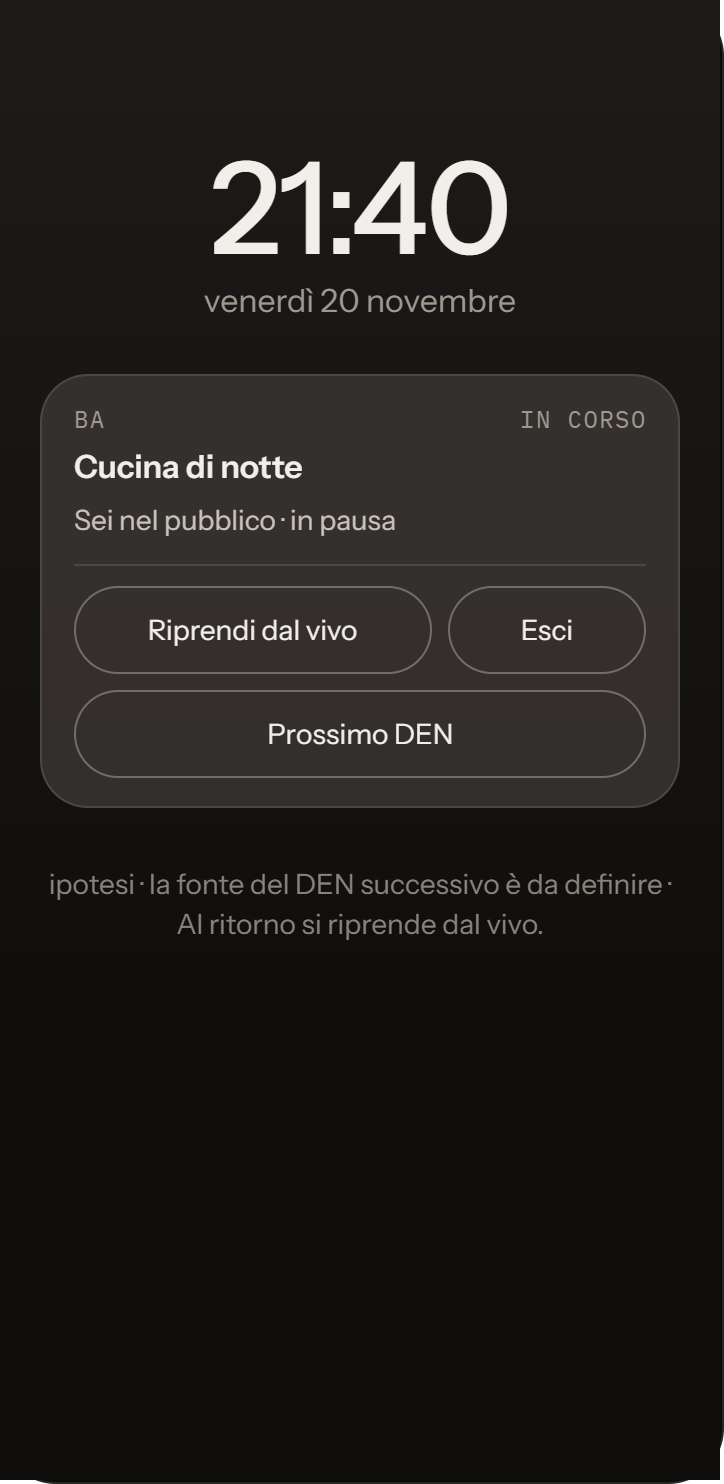 21:40
venerdì 20 novembre
BA IN CORSO
Cucina di notte
Sei nel pubblico · in pausa
Riprendi dal vivo Esci
Prossimo DEN
ipotesi · la fonte del DEN successivo è da definire ·
Al ritorno si riprende dal vivo.